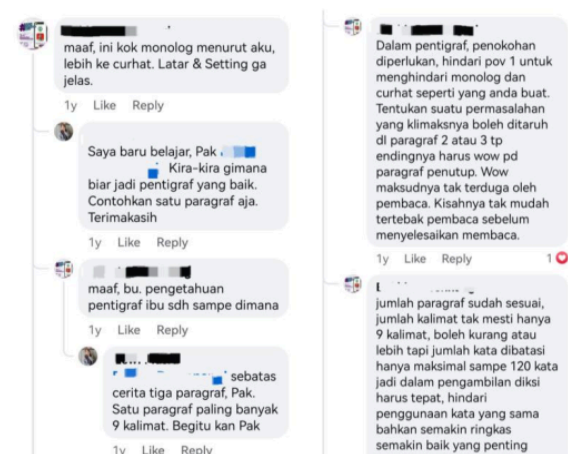 maaf, ini kok monolog menurut aku,
lebih ke curhat. Latar & Setting ga
jelas.
1y Like Reply
Saya baru belajar, Pak
Kira-kira gimana
biar jadi pentigraf yang baik.
Contohkan satu paragraf aja.
Terimakasih
1y Like Reply
maaf, bu. pengetahuan
pentigraf ibu sdh sampe dimana
1y Like Reply
sebatas
cerita tiga paragraf, Pak.
Satu paragraf paling banyak
9 kalimat. Begitu kan Pak
1y Like Reply
Dalam pentigraf, penokohan
diperlukan, hindari pov 1 untuk
menghindari monolog dan
curhat seperti yang anda buat.
Tentukan suatu permasalahan
yang klimaksnya boleh ditaruh
dl paragraf 2 atau 3 tp
endingnya harus wow pd
paragraf penutup. Wow
maksudnya tak terduga oleh
pembaca. Kisahnya tak mudah
tertebak pembaca sebelum
menyelesaikan membaca.
1y Like Reply 1
jumlah paragraf sudah sesuai,
jumlah kalimat tak mesti hanya
9 kalimat, boleh kurang atau
lebih tapi jumlah kata dibatasi
hanya maksimal sampe 120 kata
jadi dalam pengambilan diksi
harus tepat, hindari
penggunaan kata yang sama
bahkan semakin ringkas
semakin baik yang penting